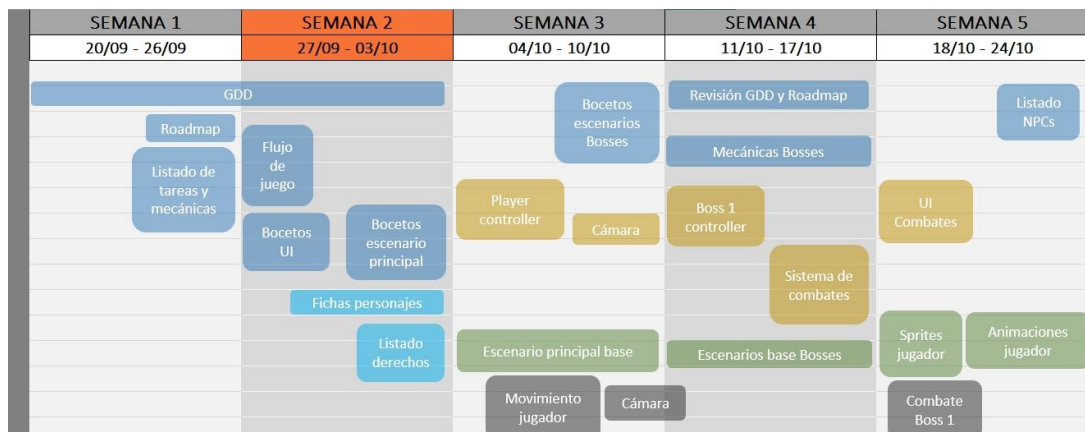 SEMANA 1
SEMANA 2
SEMANA 3
SEMANA 4
SEMANA 5
20/09 - 26/09
27/09 - 03/10
04/10 - 10/10
11/10 - 17/10
18/10 - 24/10
GDD
Bocetos
escenarios
Bosses
Revisión GDD y Roadmap
Listado
NPCs
Roadmap
Flujo
de
juego
Mecánicas Bosses
Listado de
tareas y
mecánicas
Player
controller
Boss 1
controller
UI
Combates
Bocetos
UI
Bocetos
escenario
principal
Cámara
Sistema de
combates
Fichas personajes
Listado
derechos
Escenario principal base
Escenarios base Bosses
Sprites
jugador
Animaciones
jugador
Movimiento
jugador
Cámara
Combate
Boss 1